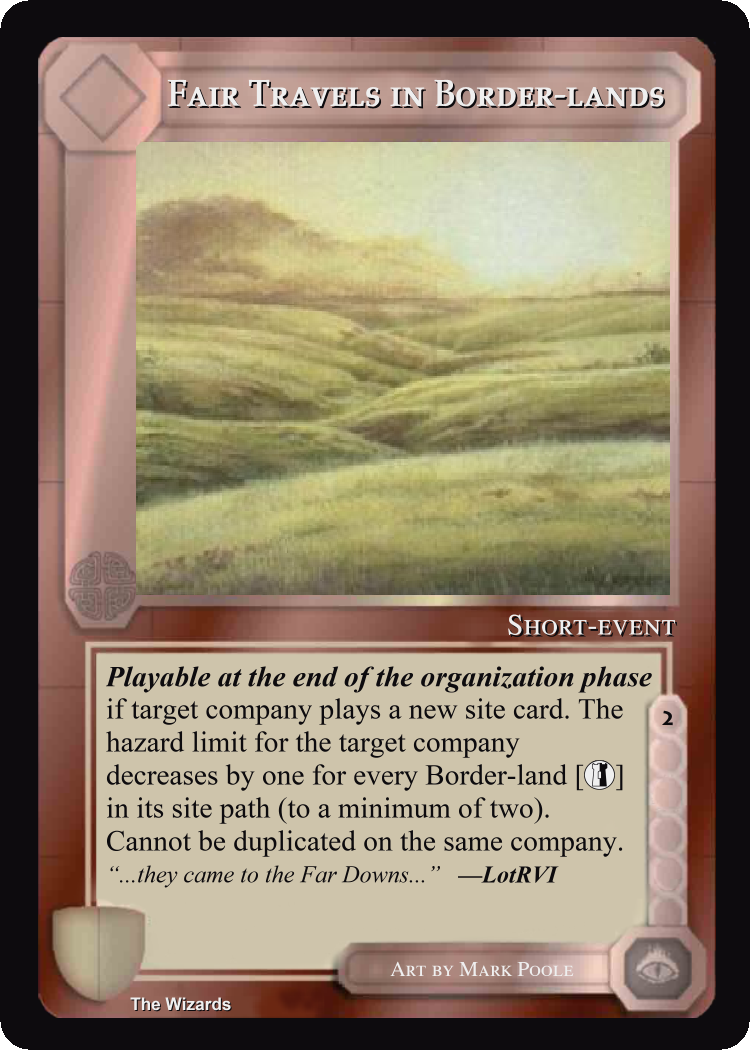 Fair Travels in Border-lands
Short-event
Playable at the end of the organization phase
if target company plays a new site card. The
hazard limit for the target company
decreases by one for every Border-land [ ]
in its site path (to a minimum of two).
Cannot be duplicated on the same company.
“...they came to the Far Downs...” —LotRVI
2
Art by Mark Poole
The Wizards